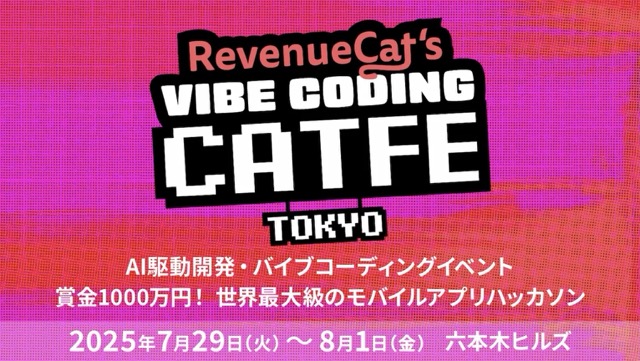 RevenueCat's
VIBE CODING
CATFE
TOKYO
AI駆動開発・バイブコーディングイベント
賞金1000万円！ 世界最大級のモバイルアプリハッカソン
2025年7月29日(火) 〜 8月1日(金) 六本木ヒルズ